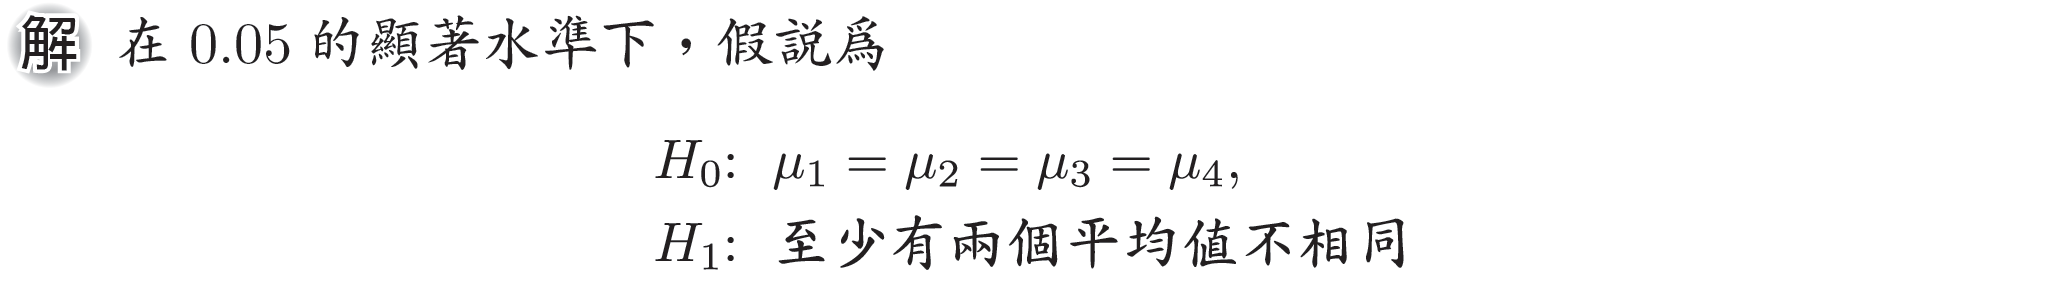 解 在 0.05 的顯著水準下，假説爲
H₀: μ₁ = μ₂ = μ₃ = μ₄,
H₁: 至少有兩個平均值不相同